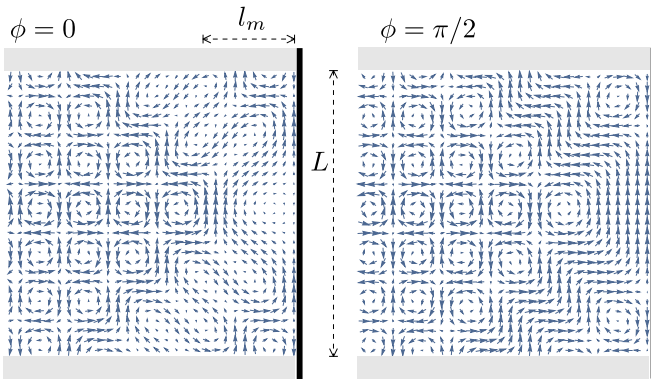 ϕ = 0
l_m
ϕ = π/2
L